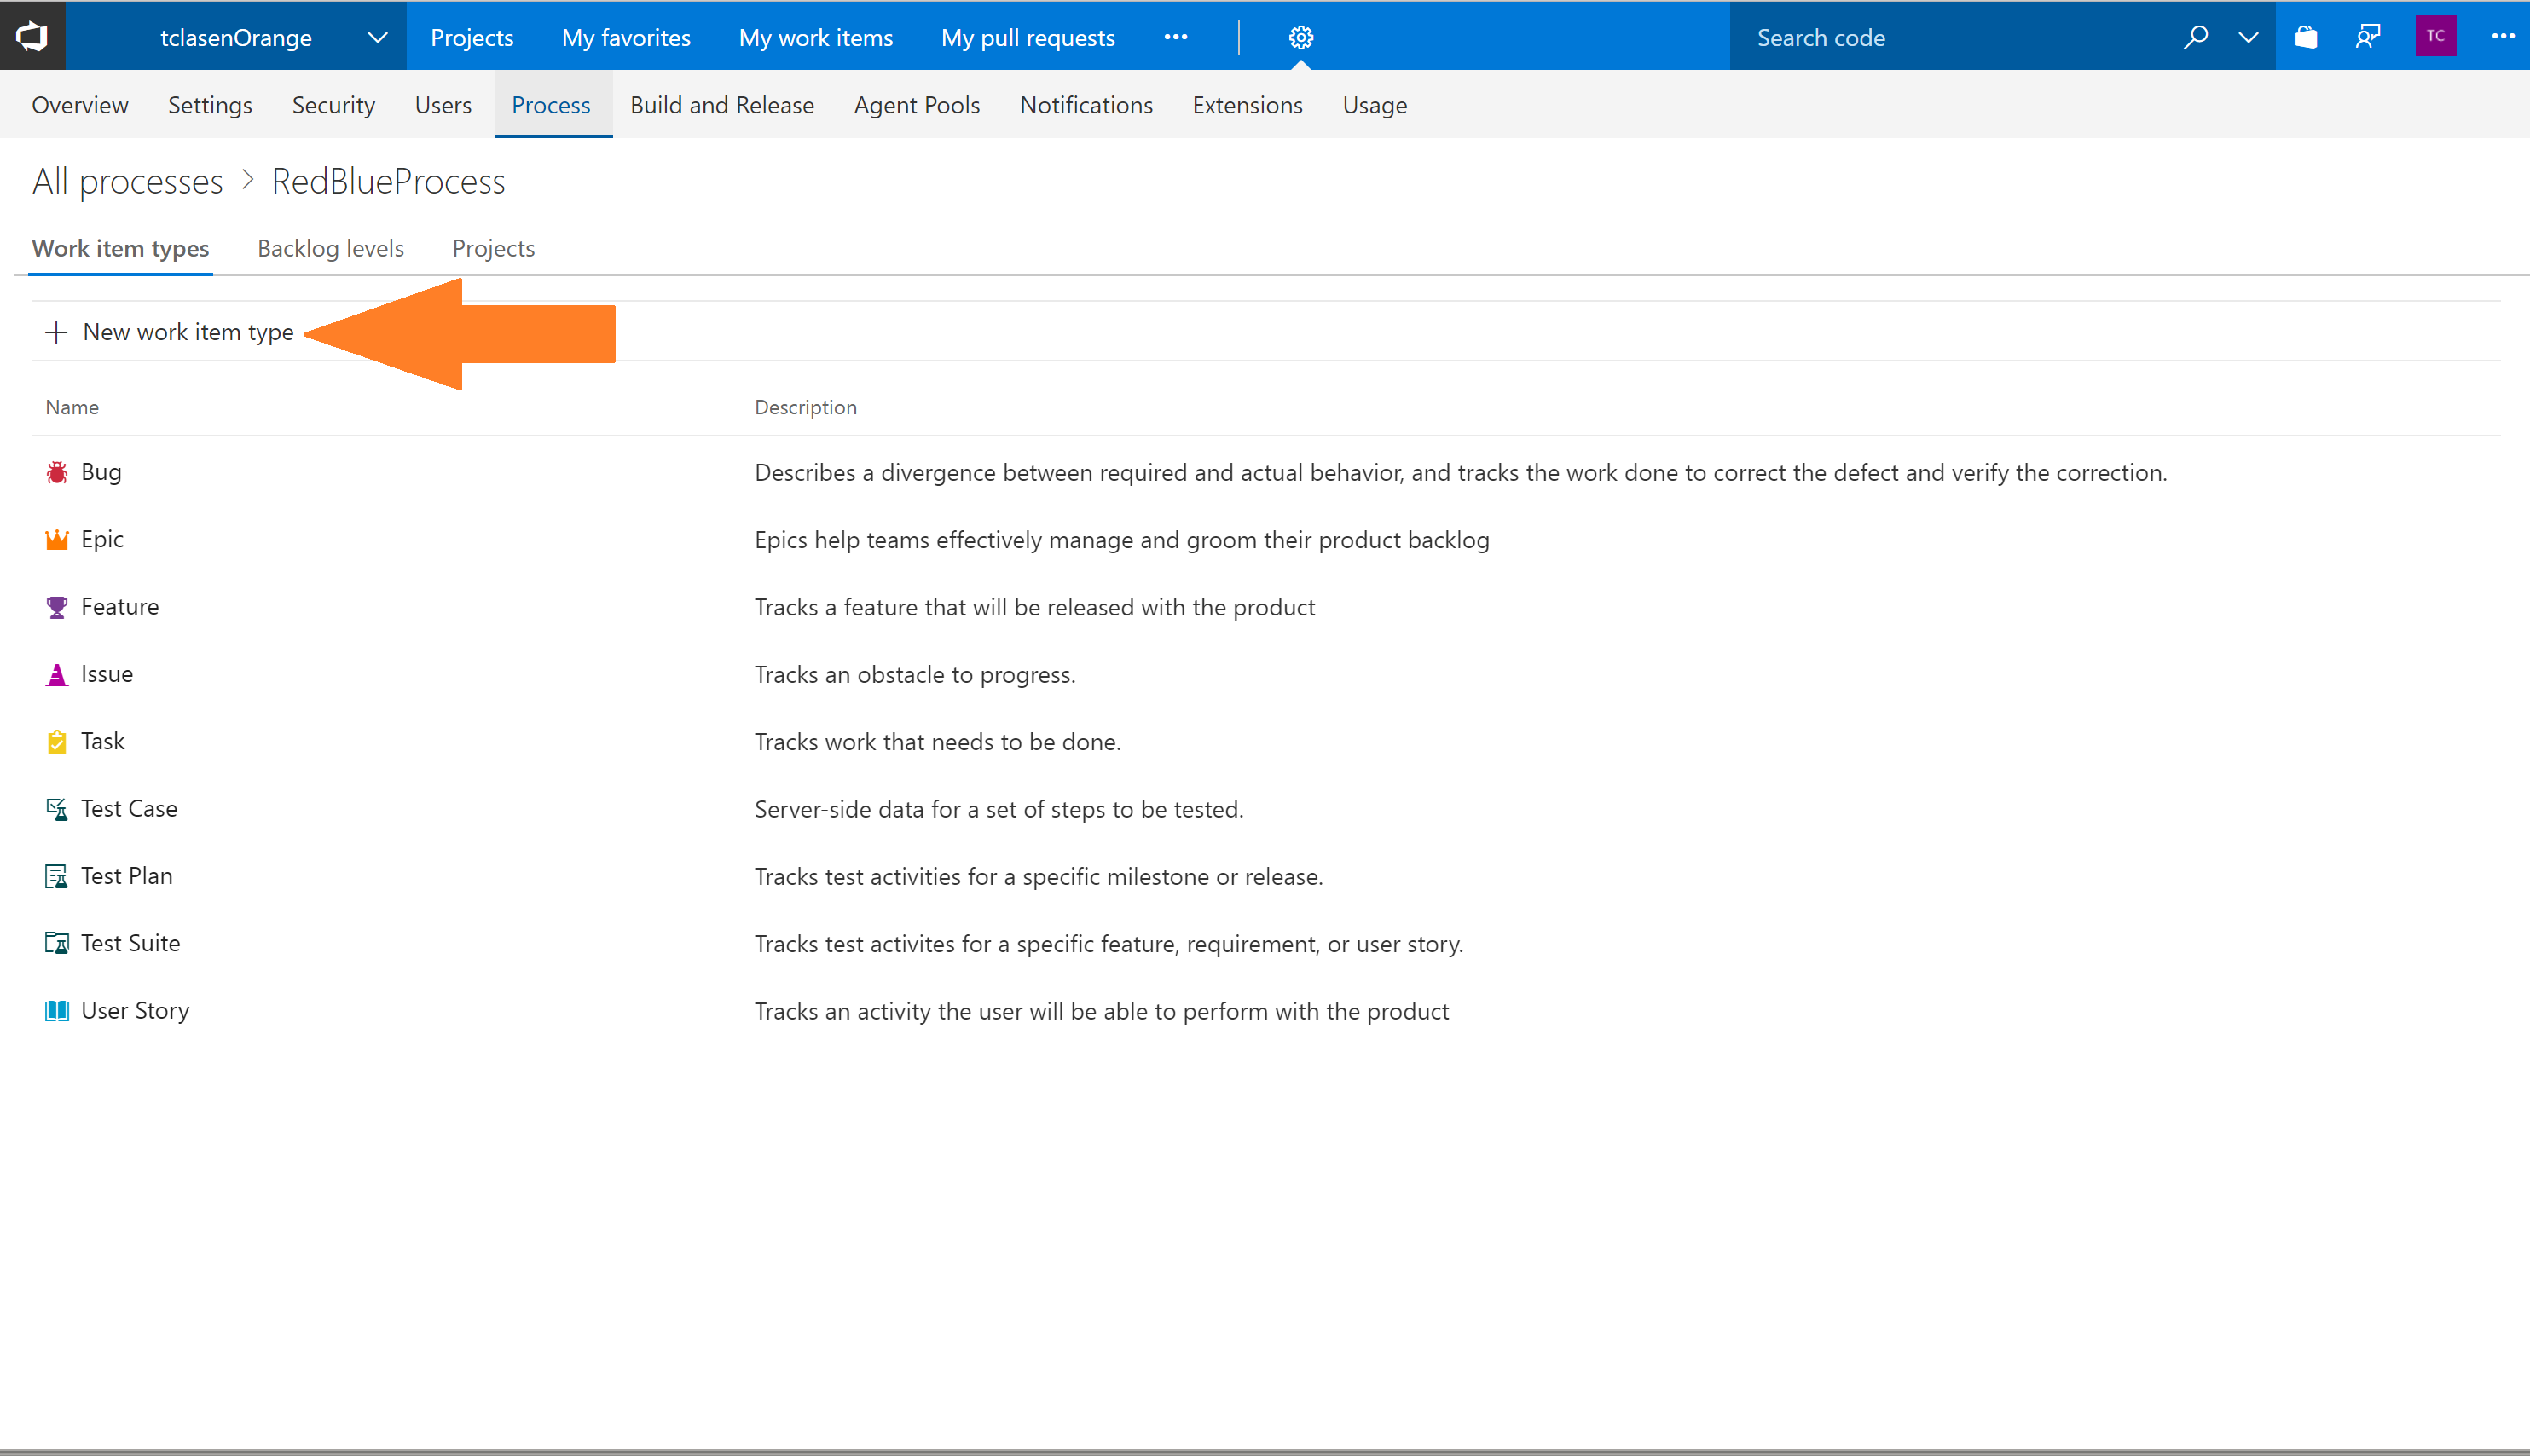 tclasenOrange Projects My favorites My work items My pull requests ••• Search code TC •••
Overview Settings Security Users Process Build and Release Agent Pools Notifications Extensions Usage
All processes > RedBlueProcess
Work item types Backlog levels Projects
+ New work item type
Name Description
Bug Describes a divergence between required and actual behavior, and tracks the work done to correct the defect and verify the correction.
Epic Epics help teams effectively manage and groom their product backlog
Feature Tracks a feature that will be released with the product
Issue Tracks an obstacle to progress.
Task Tracks work that needs to be done.
Test Case Server-side data for a set of steps to be tested.
Test Plan Tracks test activities for a specific milestone or release.
Test Suite Tracks test activites for a specific feature, requirement, or user story.
User Story Tracks an activity the user will be able to perform with the product